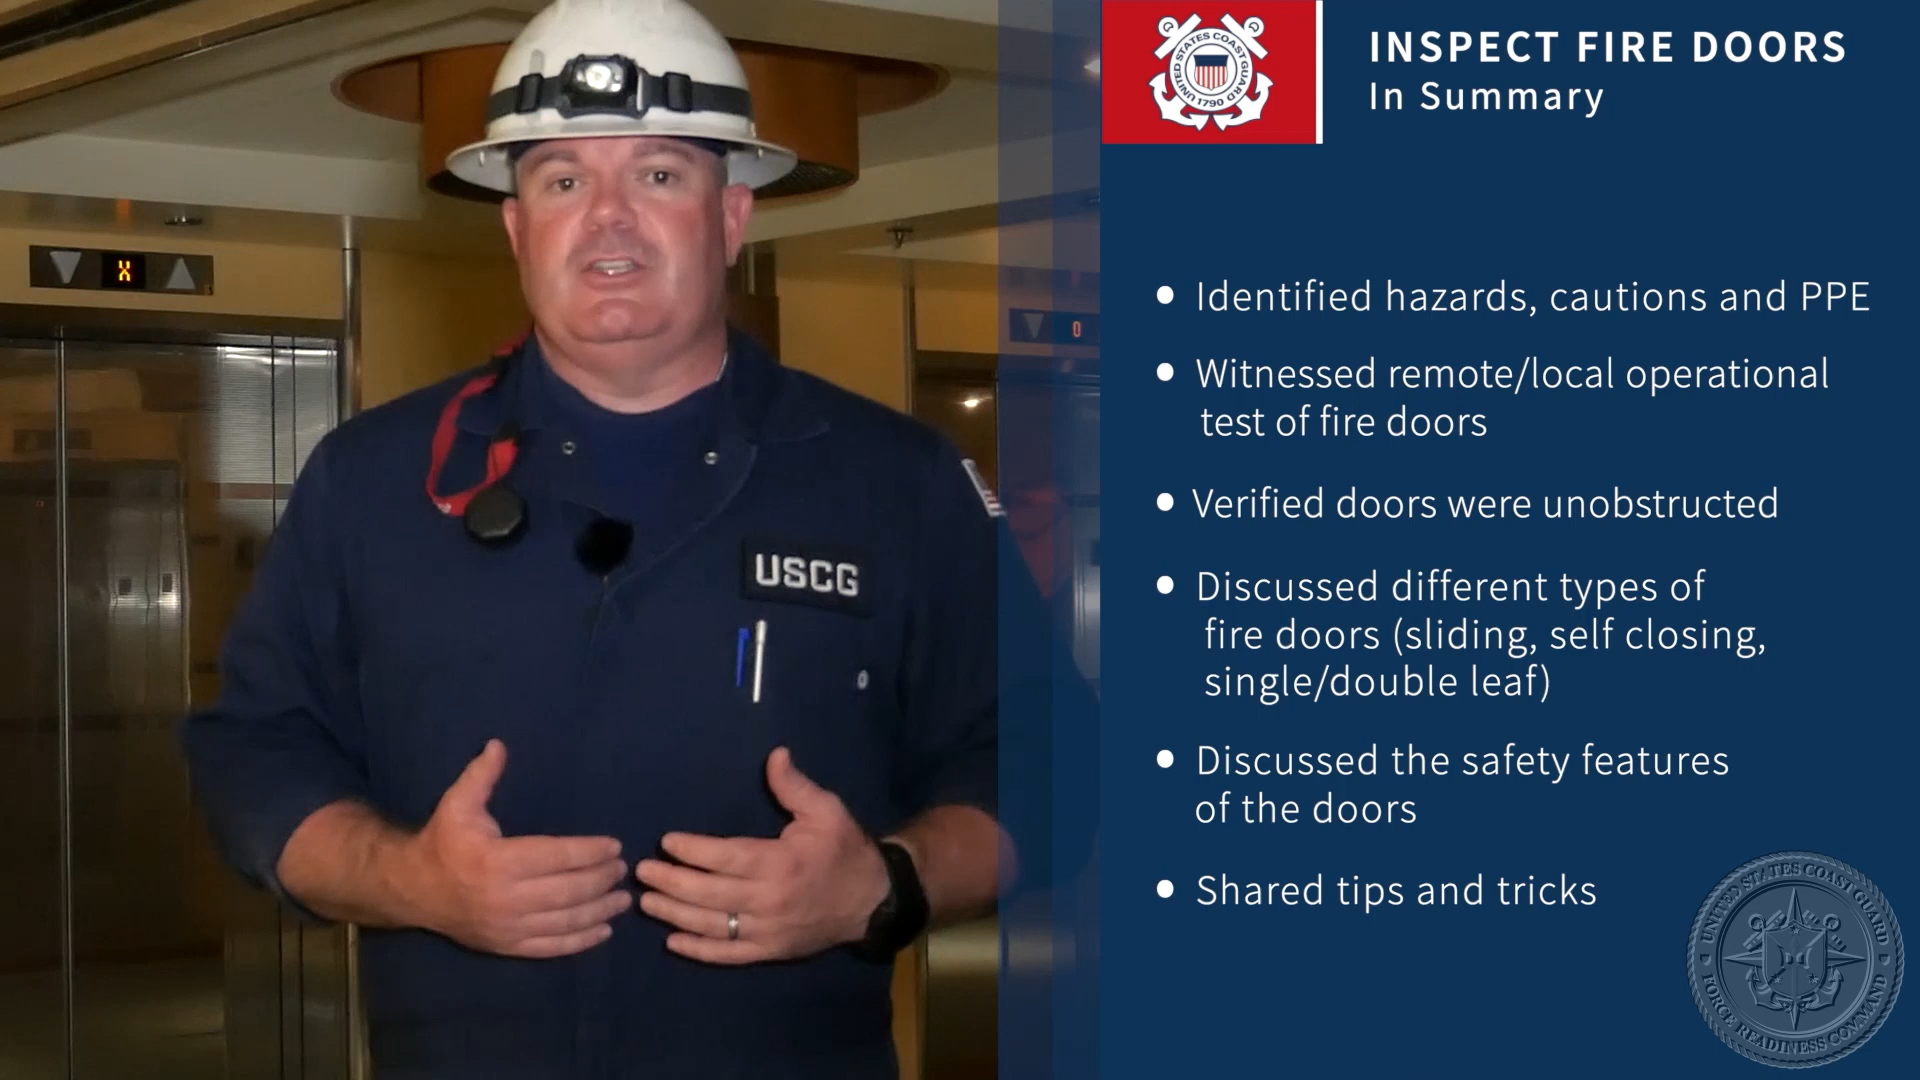 X
0
UNITED STATES COAST GUARD
1790
INSPECT FIRE DOORS
In Summary
USCG
• Identified hazards, cautions and PPE
• Witnessed remote/local operational
test of fire doors
• Verified doors were unobstructed
• Discussed different types of
fire doors (sliding, self closing,
single/double leaf)
• Discussed the safety features
of the doors
• Shared tips and tricks
UNITED STATES COAST GUARD
FORCE READINESS COMMAND